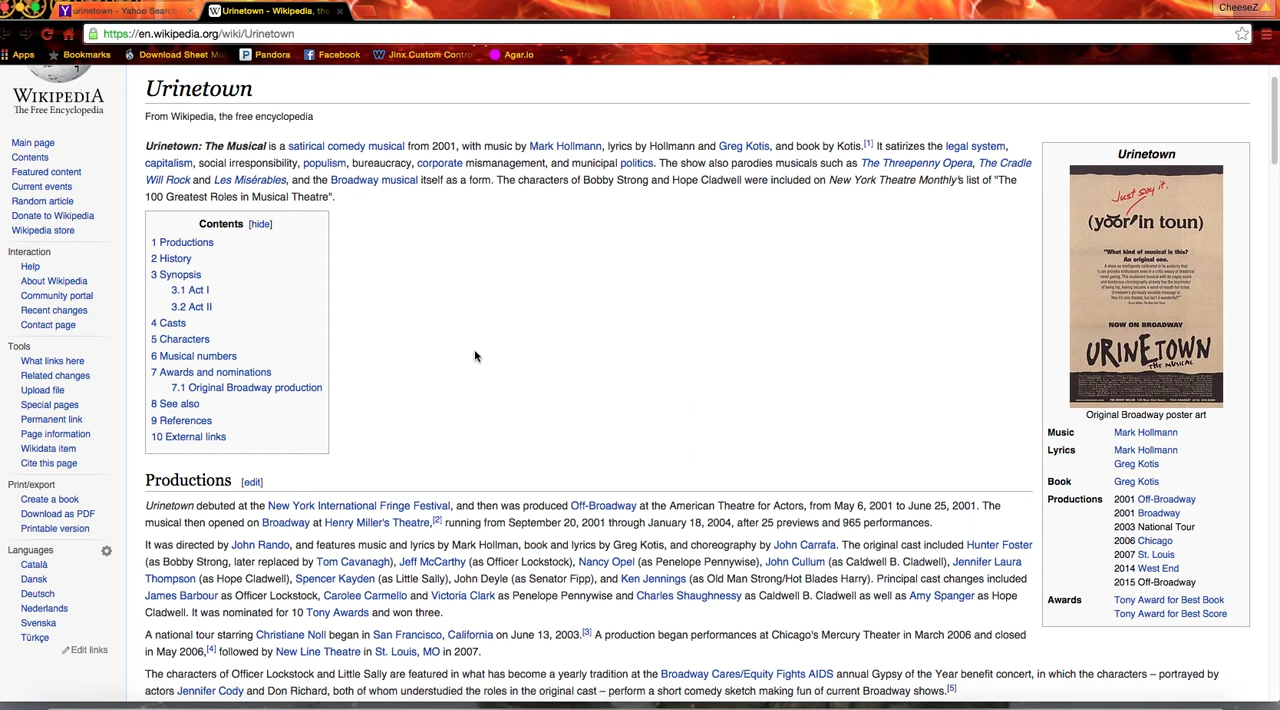 urinetown - Yahoo Search
Urinetown - Wikipedia, the
CheeseZ
https://en.wikipedia.org/wiki/Urinetown
Apps
Bookmarks
Download Sheet Mu
Pandora
Facebook
Jinx Custom Contro
Agar.io
WIKIPEDIA
The Free Encyclopedia
Main page
Contents
Featured content
Current events
Random article
Donate to Wikipedia
Wikipedia store
Interaction
Help
About Wikipedia
Community portal
Recent changes
Contact page
Tools
What links here
Related changes
Upload file
Special pages
Permanent link
Page information
Wikidata item
Cite this page
Print/export
Create a book
Download as PDF
Printable version
Languages
Català
Dansk
Deutsch
Nederlands
Svenska
Türkçe
Edit links
Urinetown
From Wikipedia, the free encyclopedia
Urinetown: The Musical is a satirical comedy musical from 2001, with music by Mark Hollmann, lyrics by Hollmann and Greg Kotis, and book by Kotis.[1] It satirizes the legal system,
capitalism, social irresponsibility, populism, bureaucracy, corporate mismanagement, and municipal politics. The show also parodies musicals such as The Threepenny Opera, The Cradle
Will Rock and Les Misérables, and the Broadway musical itself as a form. The characters of Bobby Strong and Hope Cladwell were included on New York Theatre Monthly's list of "The
100 Greatest Roles in Musical Theatre".
Contents [hide]
1 Productions
2 History
3 Synopsis
3.1 Act I
3.2 Act II
4 Casts
5 Characters
6 Musical numbers
7 Awards and nominations
7.1 Original Broadway production
8 See also
9 References
10 External links
Productions [edit]
Urinetown debuted at the New York International Fringe Festival, and then was produced Off-Broadway at the American Theatre for Actors, from May 6, 2001 to June 25, 2001. The
musical then opened on Broadway at Henry Miller's Theatre,[2] running from September 20, 2001 through January 18, 2004, after 25 previews and 965 performances.
It was directed by John Rando, and features music and lyrics by Mark Hollman, book and lyrics by Greg Kotis, and choreography by John Carrafa. The original cast included Hunter Foster
(as Bobby Strong, later replaced by Tom Cavanagh), Jeff McCarthy (as Officer Lockstock), Nancy Opel (as Penelope Pennywise), John Cullum (as Caldwell B. Cladwell), Jennifer Laura
Thompson (as Hope Cladwell), Spencer Kayden (as Little Sally), John Deyle (as Senator Fipp), and Ken Jennings (as Old Man Strong/Hot Blades Harry). Principal cast changes included
James Barbour as Officer Lockstock, Carolee Carmello and Victoria Clark as Penelope Pennywise and Charles Shaughnessy as Caldwell B. Cladwell as well as Amy Spanger as Hope
Cladwell. It was nominated for 10 Tony Awards and won three.
A national tour starring Christiane Noll began in San Francisco, California on June 13, 2003.[3] A production began performances at Chicago's Mercury Theater in March 2006 and closed
in May 2006,[4] followed by New Line Theatre in St. Louis, MO in 2007.
The characters of Officer Lockstock and Little Sally are featured in what has become a yearly tradition at the Broadway Cares/Equity Fights AIDS annual Gypsy of the Year benefit concert, in which the characters – portrayed by
actors Jennifer Cody and Don Richard, both of whom understudied the roles in the original cast – perform a short comedy sketch making fun of current Broadway shows.[5]
Urinetown
Just say it.
(yoor'in toun)
"What kind of musical is this?
An original one.
NOW ON BROADWAY
URINETOWN
THE MUSICAL
Original Broadway poster art
Music Mark Hollmann
Lyrics Mark Hollmann
Greg Kotis
Book Greg Kotis
Productions 2001 Off-Broadway
2001 Broadway
2003 National Tour
2006 Chicago
2007 St. Louis
2014 West End
2015 Off-Broadway
Awards Tony Award for Best Book
Tony Award for Best Score